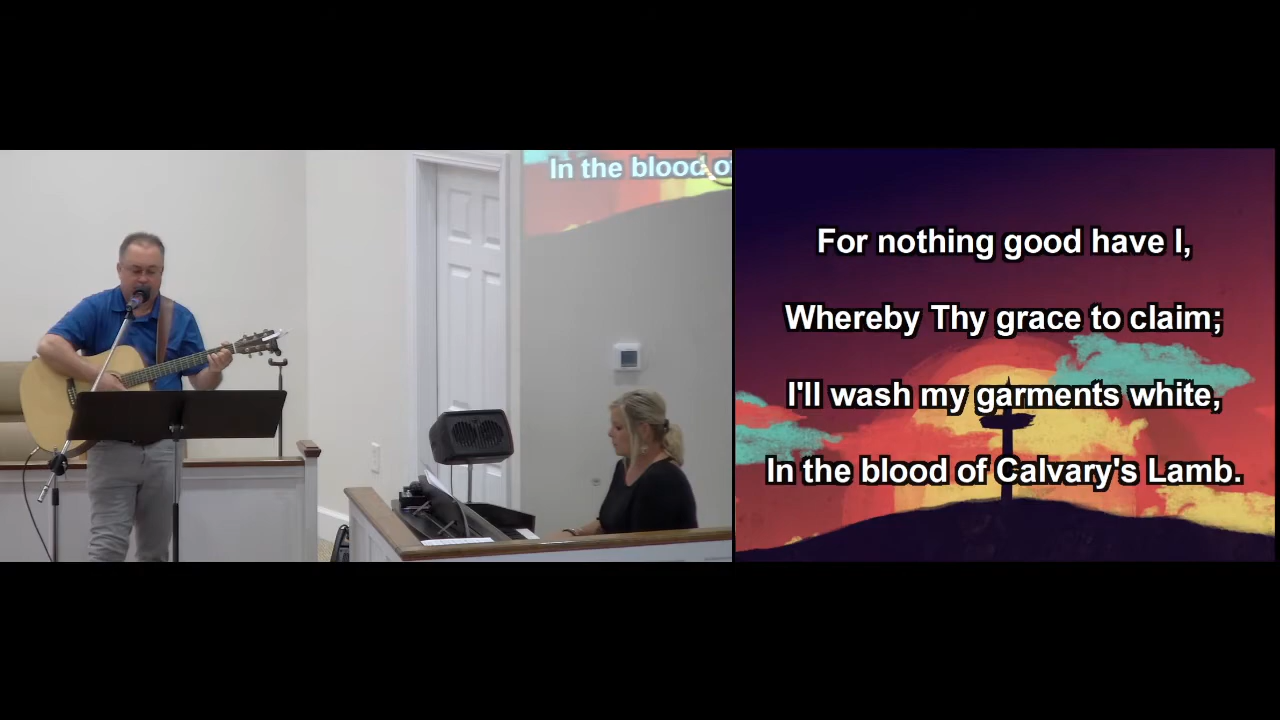 In the blood of
For nothing good have I,
Whereby Thy grace to claim;
I'll wash my garments white,
In the blood of Calvary's Lamb.